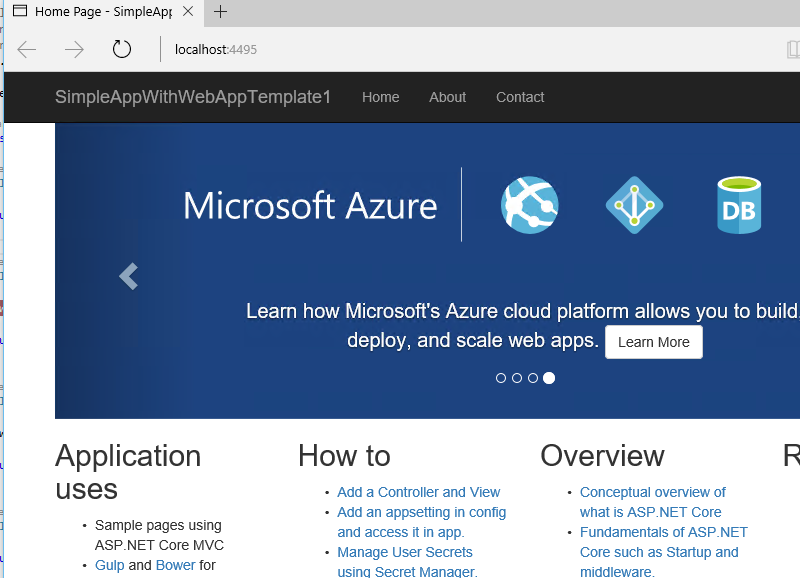 Home Page - SimpleApp
localhost:4495
SimpleAppWithWebAppTemplate1 Home About Contact
Microsoft Azure
DB
Learn how Microsoft's Azure cloud platform allows you to build,
deploy, and scale web apps. Learn More
Application
uses
• Sample pages using
ASP.NET Core MVC
• Gulp and Bower for
How to
• Add a Controller and View
• Add an appsetting in config
and access it in app.
• Manage User Secrets
using Secret Manager.
Overview
• Conceptual overview of
what is ASP.NET Core
• Fundamentals of ASP.NET
Core such as Startup and
middleware.
R